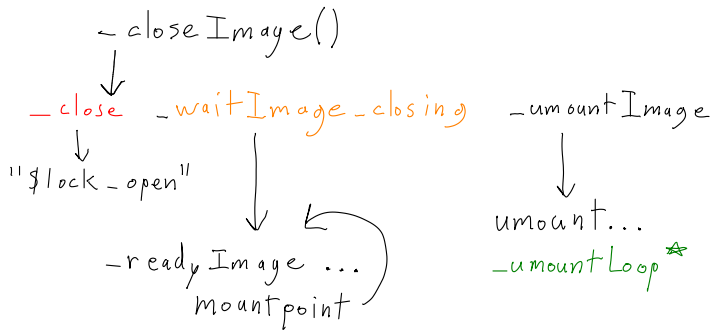 _closeImage()
_close _waitImage_closing _umountImage
"$lock_open"
umount...
_readyImage ...
_umountLoop*
mountpoint